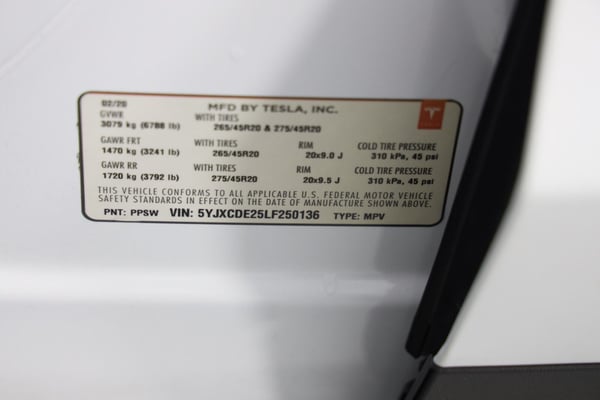 02/20 MFD BY TESLA, INC.
GVWR WITH TIRES
3079 kg (6788 lb) 265/45R20 & 275/45R20
GAWR FRT WITH TIRES RIM COLD TIRE PRESSURE
1470 kg (3241 lb) 265/45R20 20x9.0 J 310 kPa, 45 psi
GAWR RR WITH TIRES RIM COLD TIRE PRESSURE
1720 kg (3792 lb) 275/45R20 20x9.5 J 310 kPa, 45 psi
THIS VEHICLE CONFORMS TO ALL APPLICABLE U.S. FEDERAL MOTOR VEHICLE
SAFETY STANDARDS IN EFFECT ON THE DATE OF MANUFACTURE SHOWN ABOVE.
PNT: PPSW VIN: 5YJXCDE25LF250136 TYPE: MPV